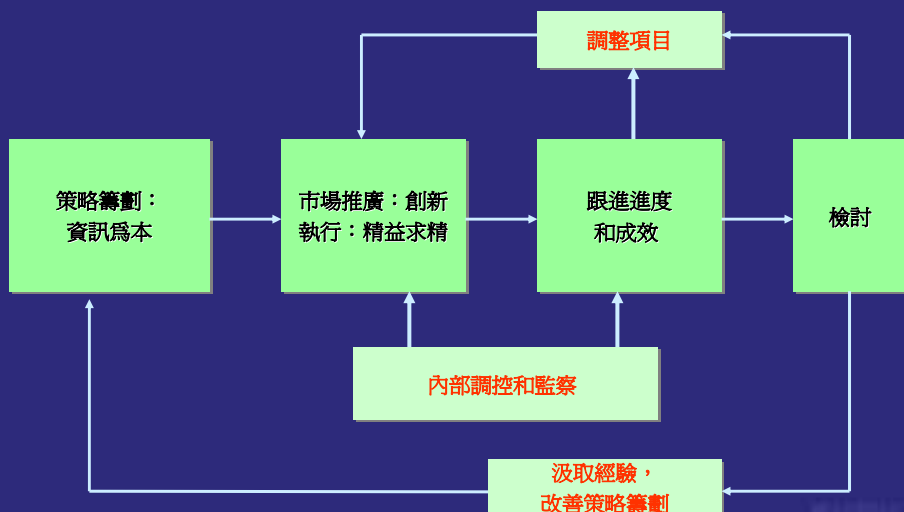 調整項目
策略籌劃：
資訊爲本
市場推廣：創新
執行：精益求精
跟進進度
和成效
檢討
內部調控和監察
汲取經驗，
改善策略籌劃